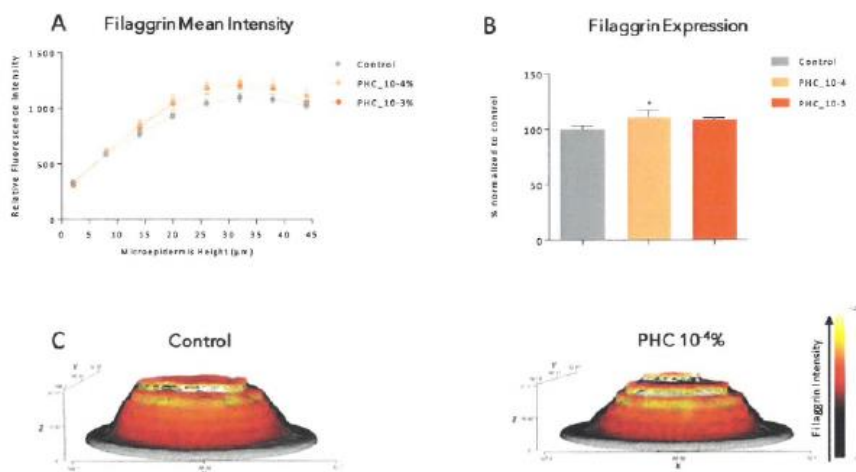 A Filaggrin Mean Intensity
1 500
1 000
500
0
Relative Fluorescence Intensity
0 5 10 15 20 25 30 35 40 45
Microepidermis Height (µm)
Control
PHC_10-4%
PHC_10-3%
B Filaggrin Expression
Control
PHC_10-4
PHC_10-3
150
100
50
0
% normalized to control
*
C Control
Y
Z
PHC 10-4%
Y
Z
X
Filaggrin Intensity